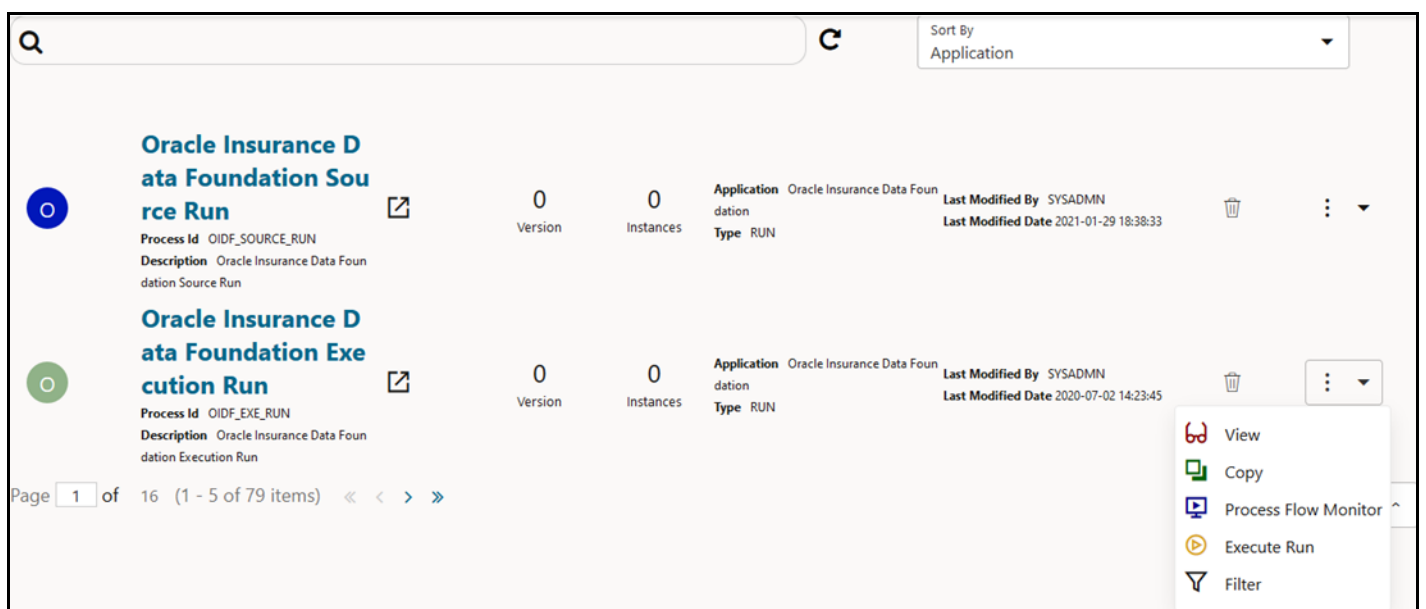 Sort By
Application
Oracle Insurance D
ata Foundation Sou
rce Run
Process Id OIDF_SOURCE_RUN
Description Oracle Insurance Data Foun
dation Source Run
0
Version
0
Instances
Application Oracle Insurance Data Foun
dation
Type RUN
Last Modified By SYSADMN
Last Modified Date 2021-01-29 18:38:33
O
Oracle Insurance D
ata Foundation Exe
cution Run
Process Id OIDF_EXE_RUN
Description Oracle Insurance Data Foun
dation Execution Run
0
Version
0
Instances
Application Oracle Insurance Data Foun
dation
Type RUN
Last Modified By SYSADMN
Last Modified Date 2020-07-02 14:23:45
O
View
Copy
Process Flow Monitor
Execute Run
Filter
Page 1 of 16 (1 - 5 of 79 items)